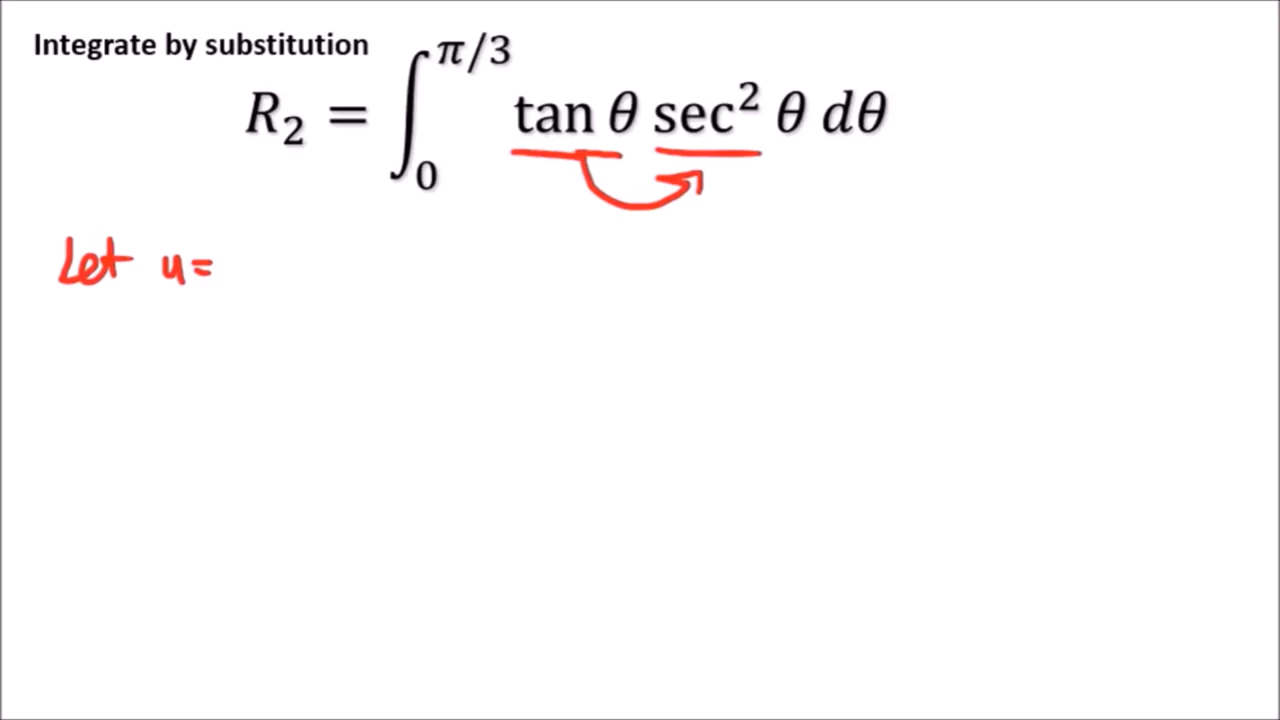 Integrate by substitution
R₂ = ∫₀^{π/3} tan θ sec² θ dθ
Let u=